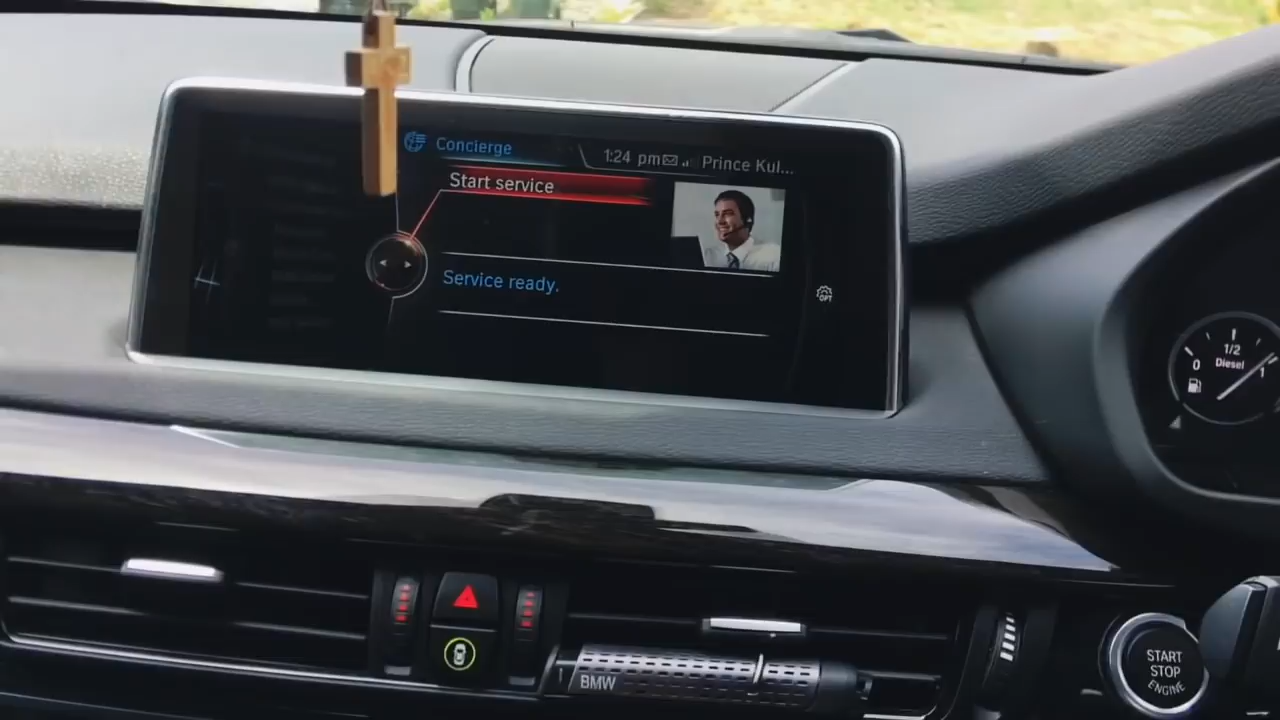 Concierge
1:24 pm
Prince Kul...
Start service
Service ready.
OPT
1/2
Diesel
0
1
BMW
START
STOP
ENGINE